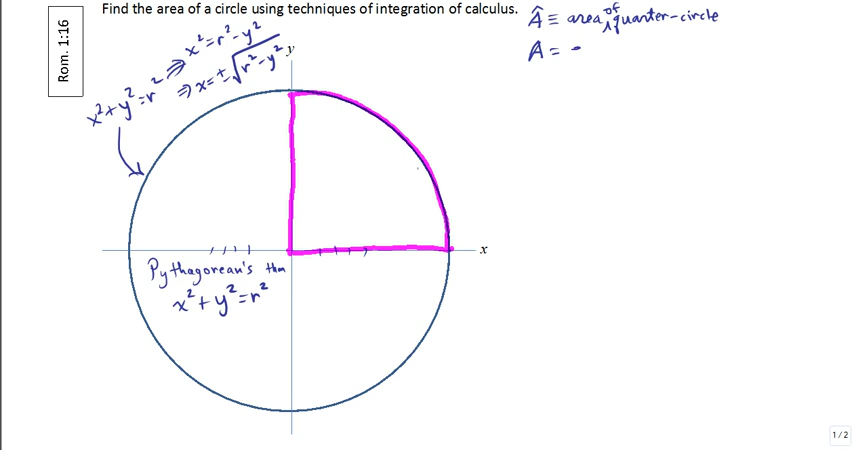 Find the area of a circle using techniques of integration of calculus.
Rom. 1:16
Â ≡ area of quarter-circle
A =
x²+y²=r² ⇒ x²=r²-y²
⇒ x=±√r²-y²
y
x
Pythagorean's thm
x²+y²=r²
1/2